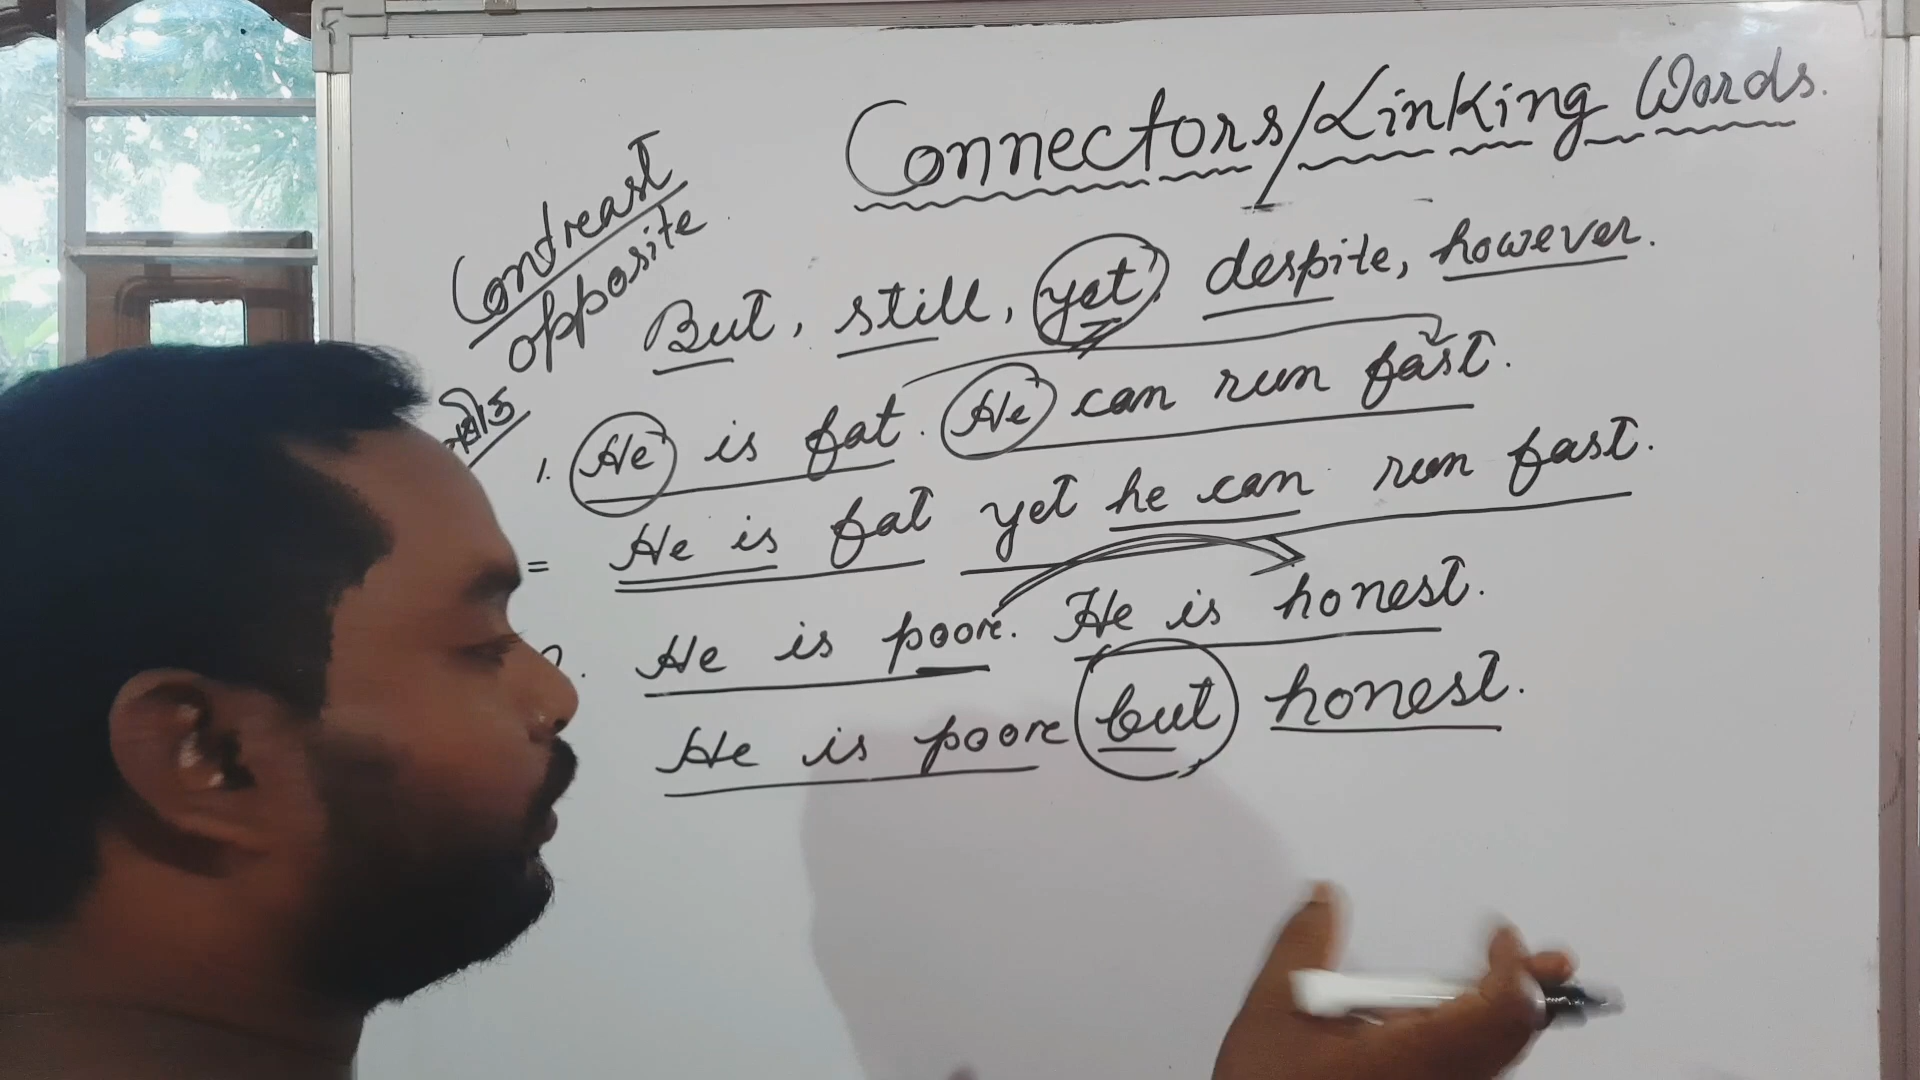 Connectors/Linking Words.
Contreast
opposite
But, still, yet, despite, however.
1. He is fat. He can run fast.
= He is fat yet he can run fast.
2. He is poor. He is honest.
He is poor but honest.